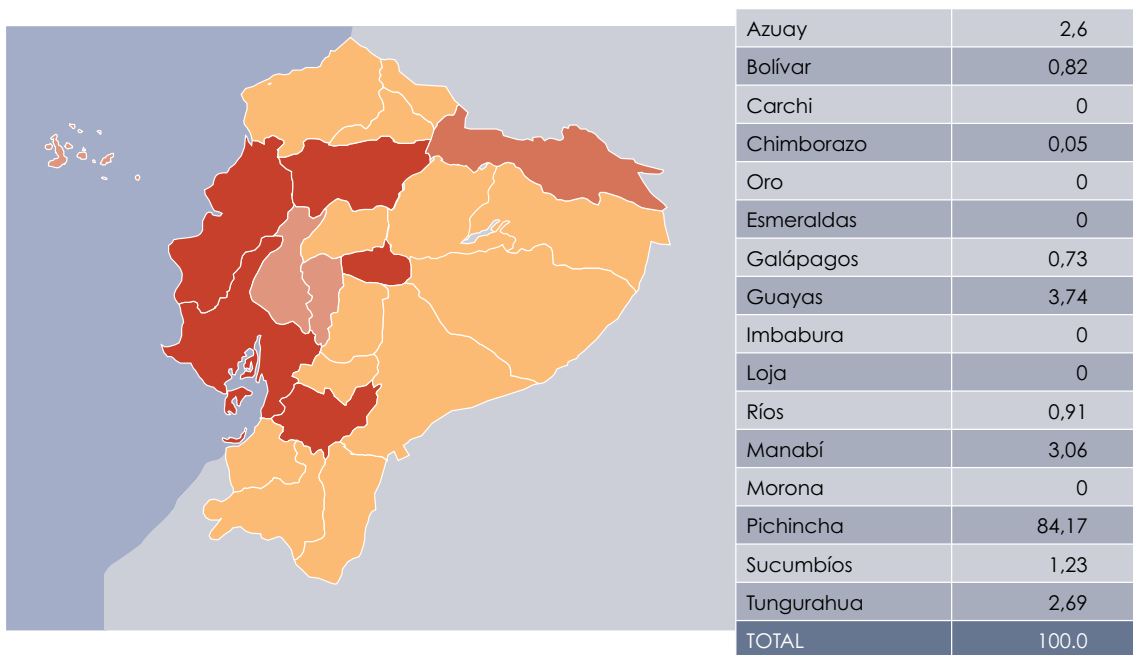 Azuay 2,6
Bolívar 0,82
Carchi 0
Chimborazo 0,05
Oro 0
Esmeraldas 0
Galápagos 0,73
Guayas 3,74
Imbabura 0
Loja 0
Ríos 0,91
Manabí 3,06
Morona 0
Pichincha 84,17
Sucumbíos 1,23
Tungurahua 2,69
TOTAL 100.0